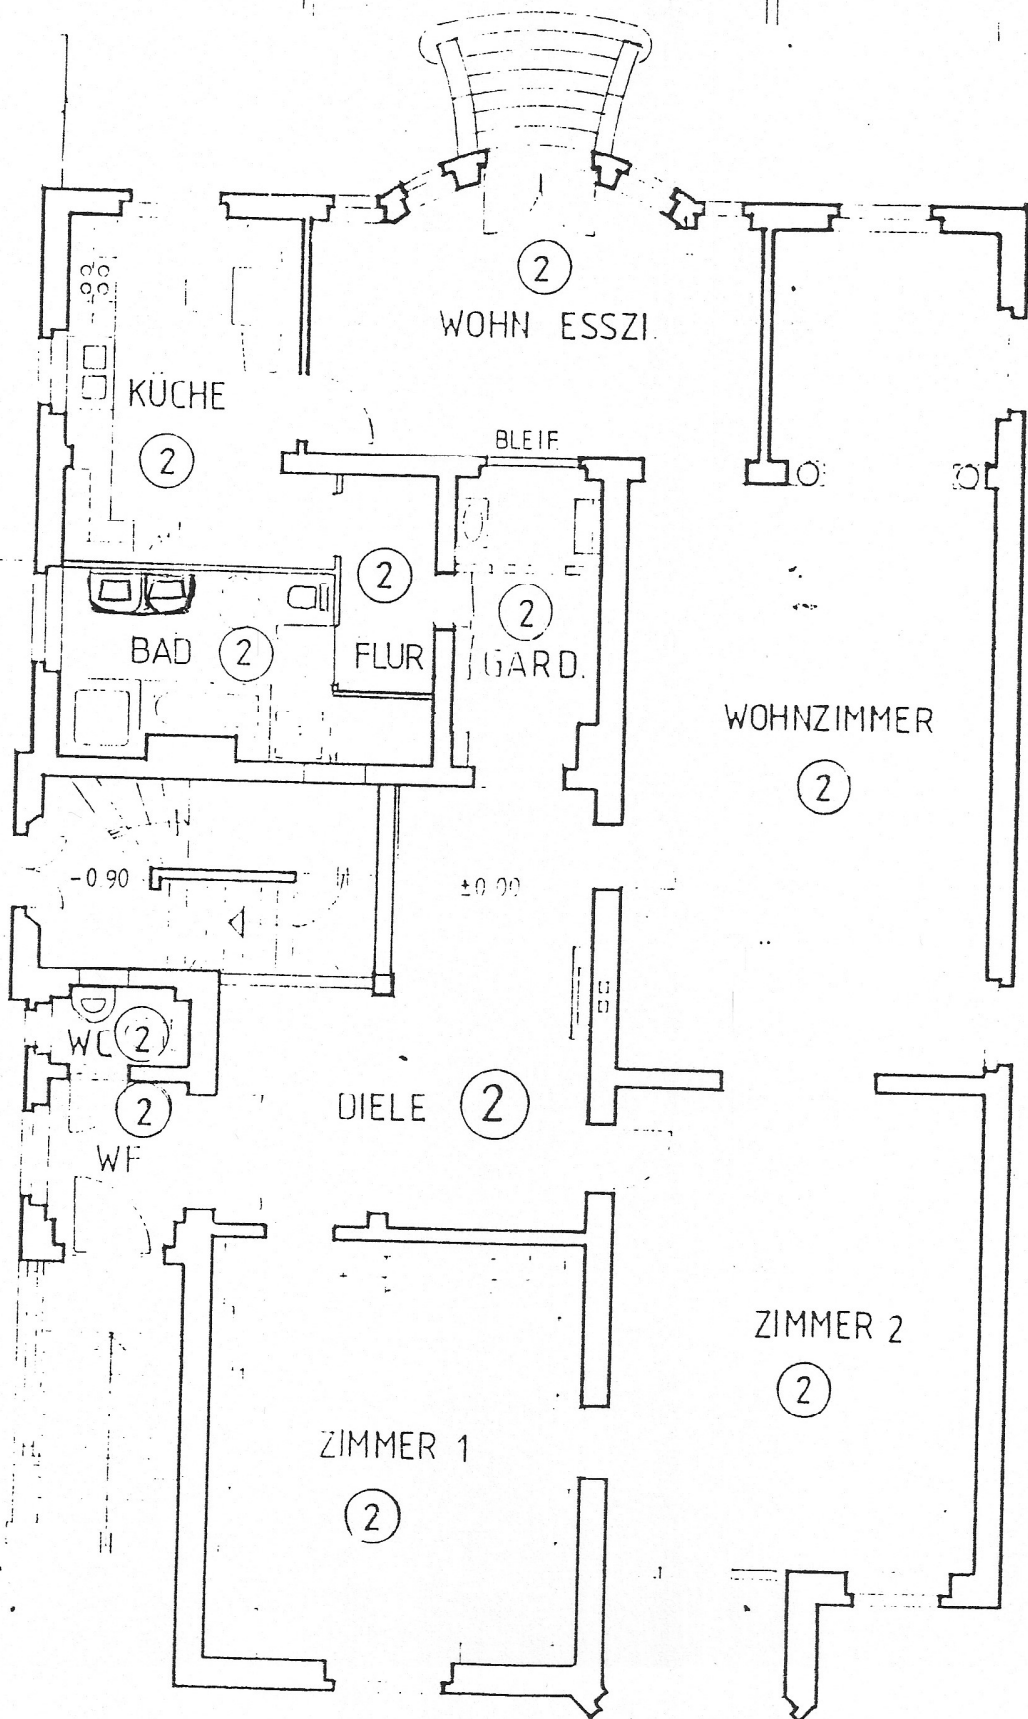 2
WOHN ESSZI.
KÜCHE
2
BLEIF.
2
FLUR
2
GARD.
BAD
2
WOHNZIMMER
2
-0.90
±0.00
WC
2
2
WF
DIELE
2
ZIMMER 2
2
ZIMMER 1
2